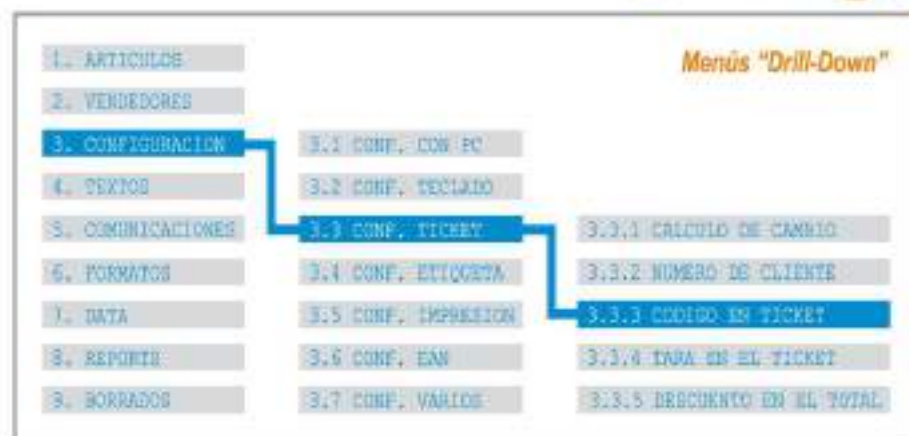 Menús "Drill-Down"
1. ARTICULOS
2. VENDEDORES
3. CONFIGURACION
4. TEXTOS
5. COMUNICACIONES
6. FORMATOS
7. DATA
8. REPORTS
9. BORRADOS
3.1 CONF. CON PC
3.2 CONF. TECLADO
3.3 CONF. TICKET
3.4 CONF. ETIQUETA
3.5 CONF. IMPRESION
3.6 CONF. EAN
3.7 CONF. VARIOS
3.3.1 CALCULO DE CAMBIO
3.3.2 NUMERO DE CLIENTE
3.3.3 CODIGO EN TICKET
3.3.4 TARA EN EL TICKET
3.3.5 DESCUENTO EN EL TOTAL